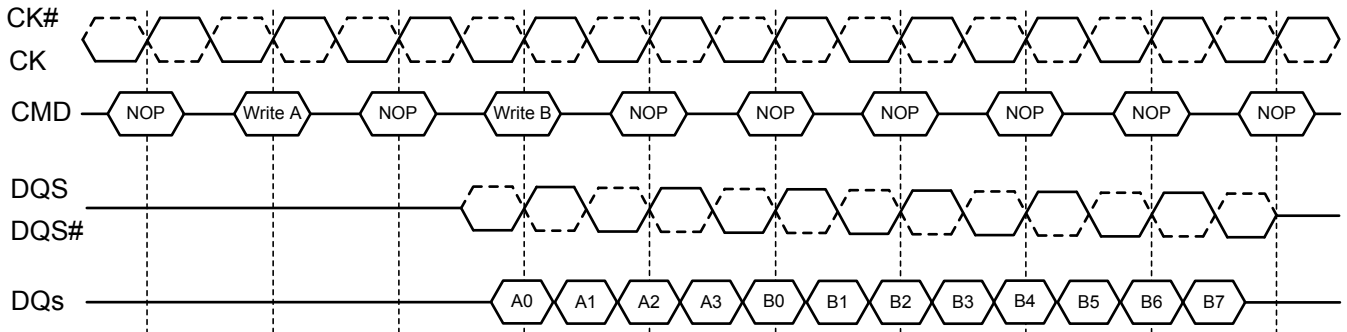 CK#
CK
CMD NOP Write A NOP Write B NOP NOP NOP NOP NOP NOP
DQS
DQS#
DQs A0 A1 A2 A3 B0 B1 B2 B3 B4 B5 B6 B7